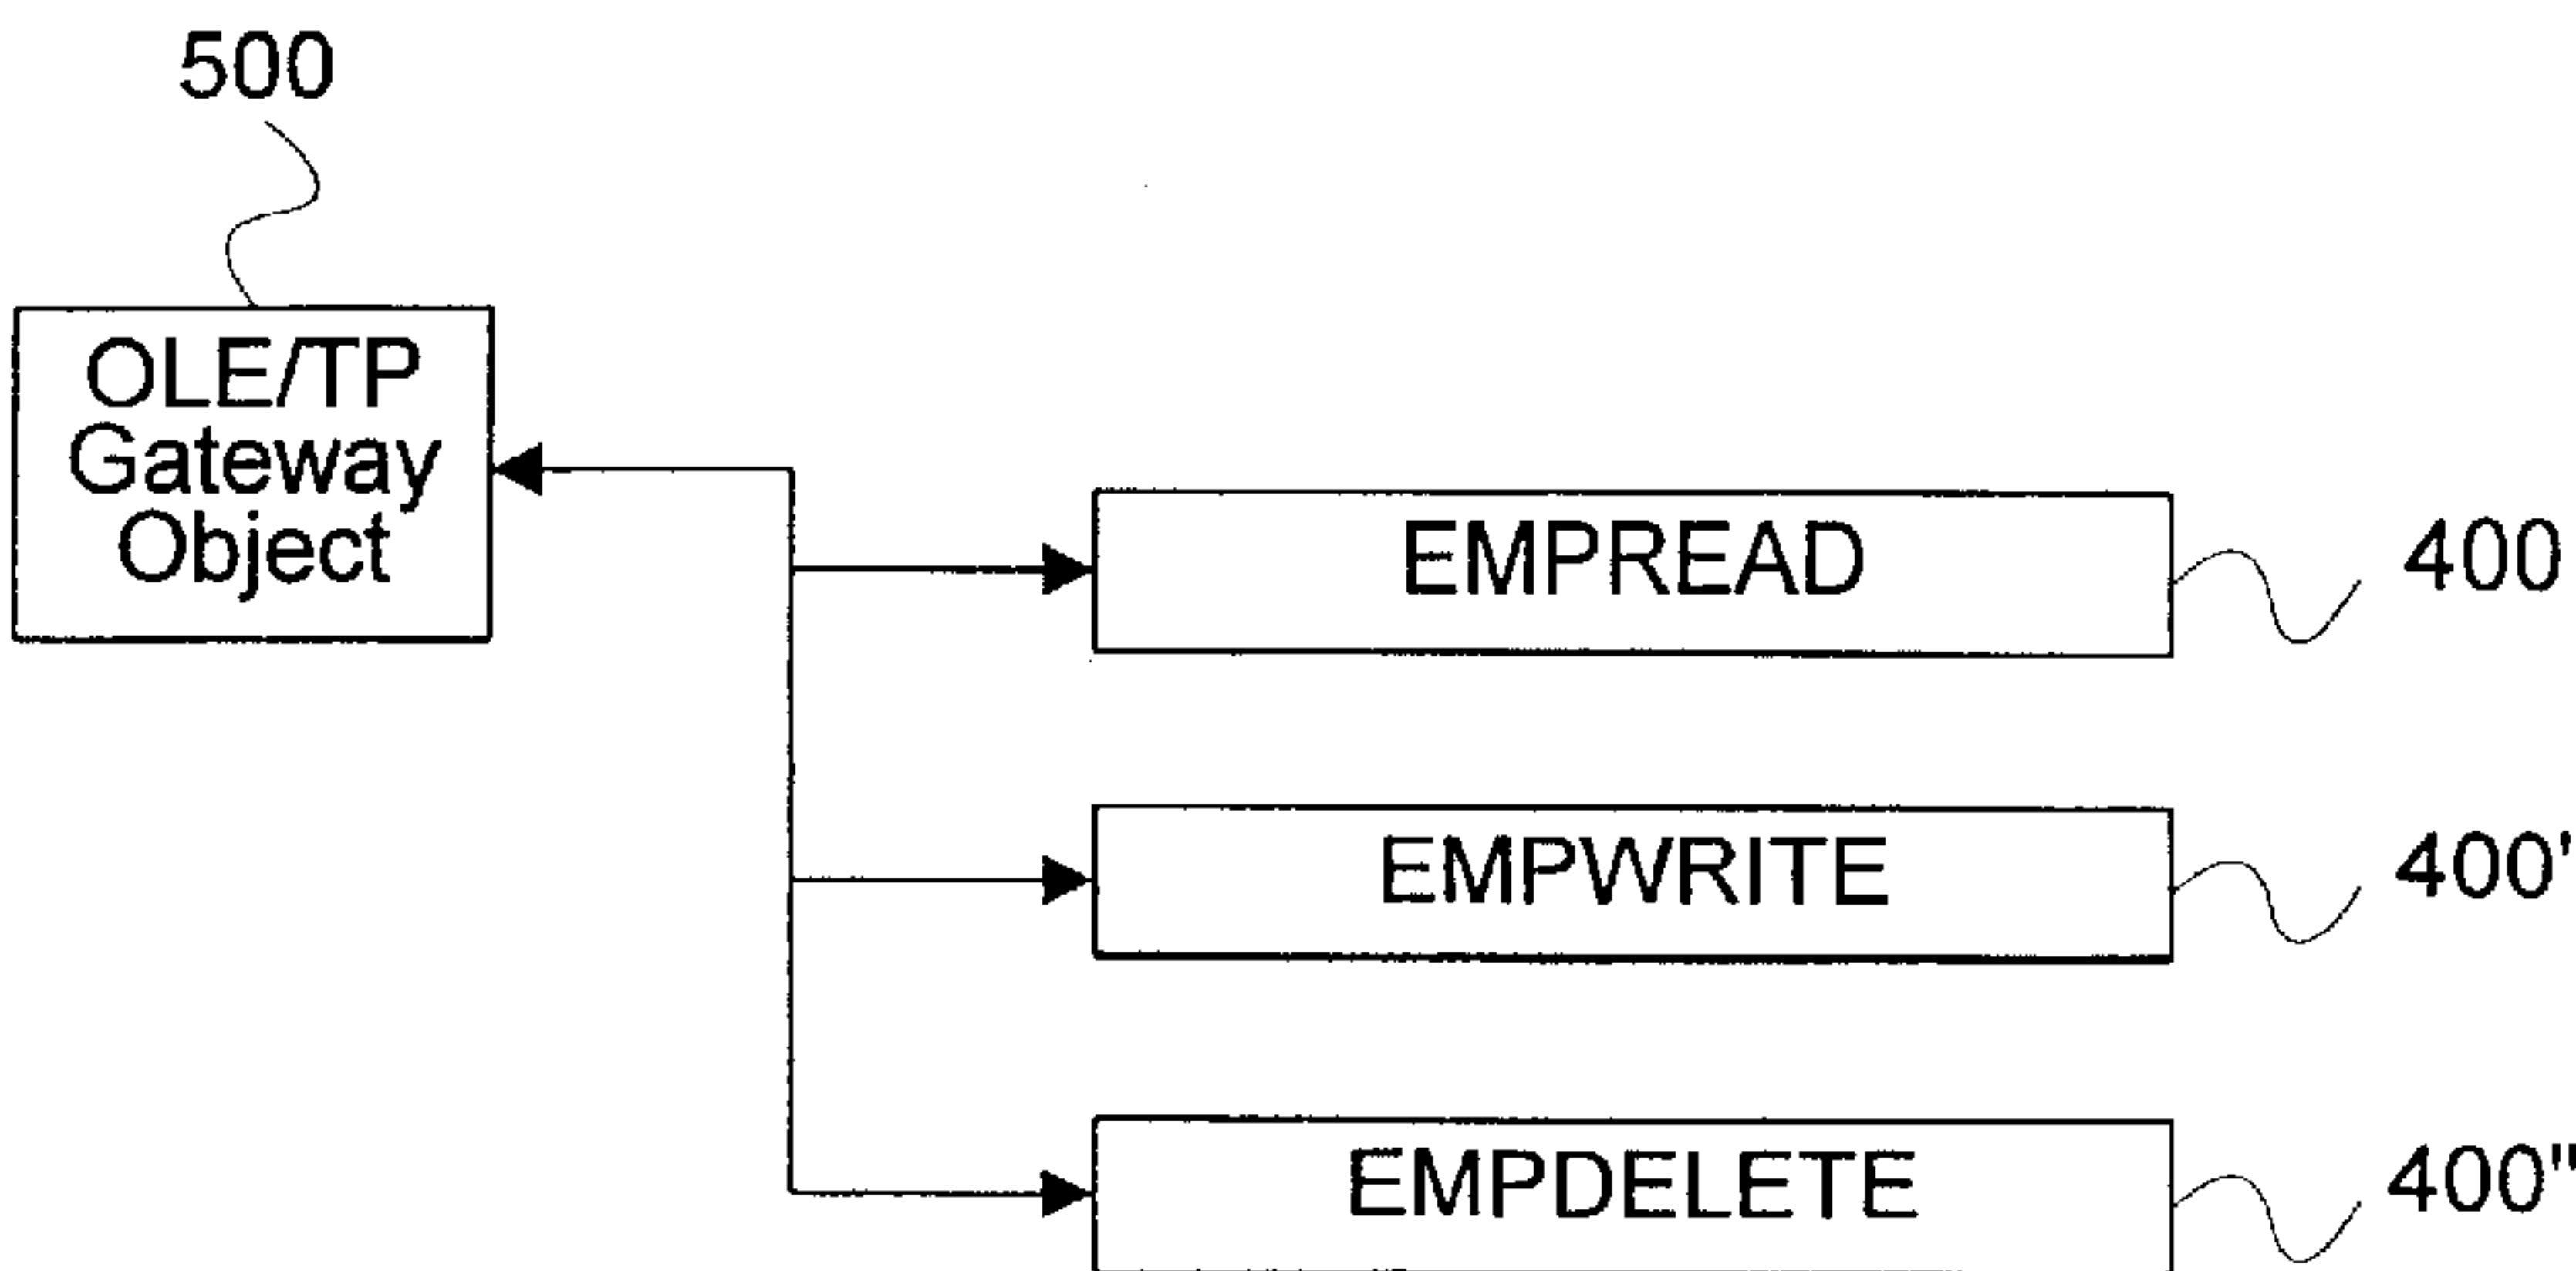 500
OLE/TP
Gateway
Object
EMPREAD
400
EMPWRITE
400'
EMPDELETE
400"